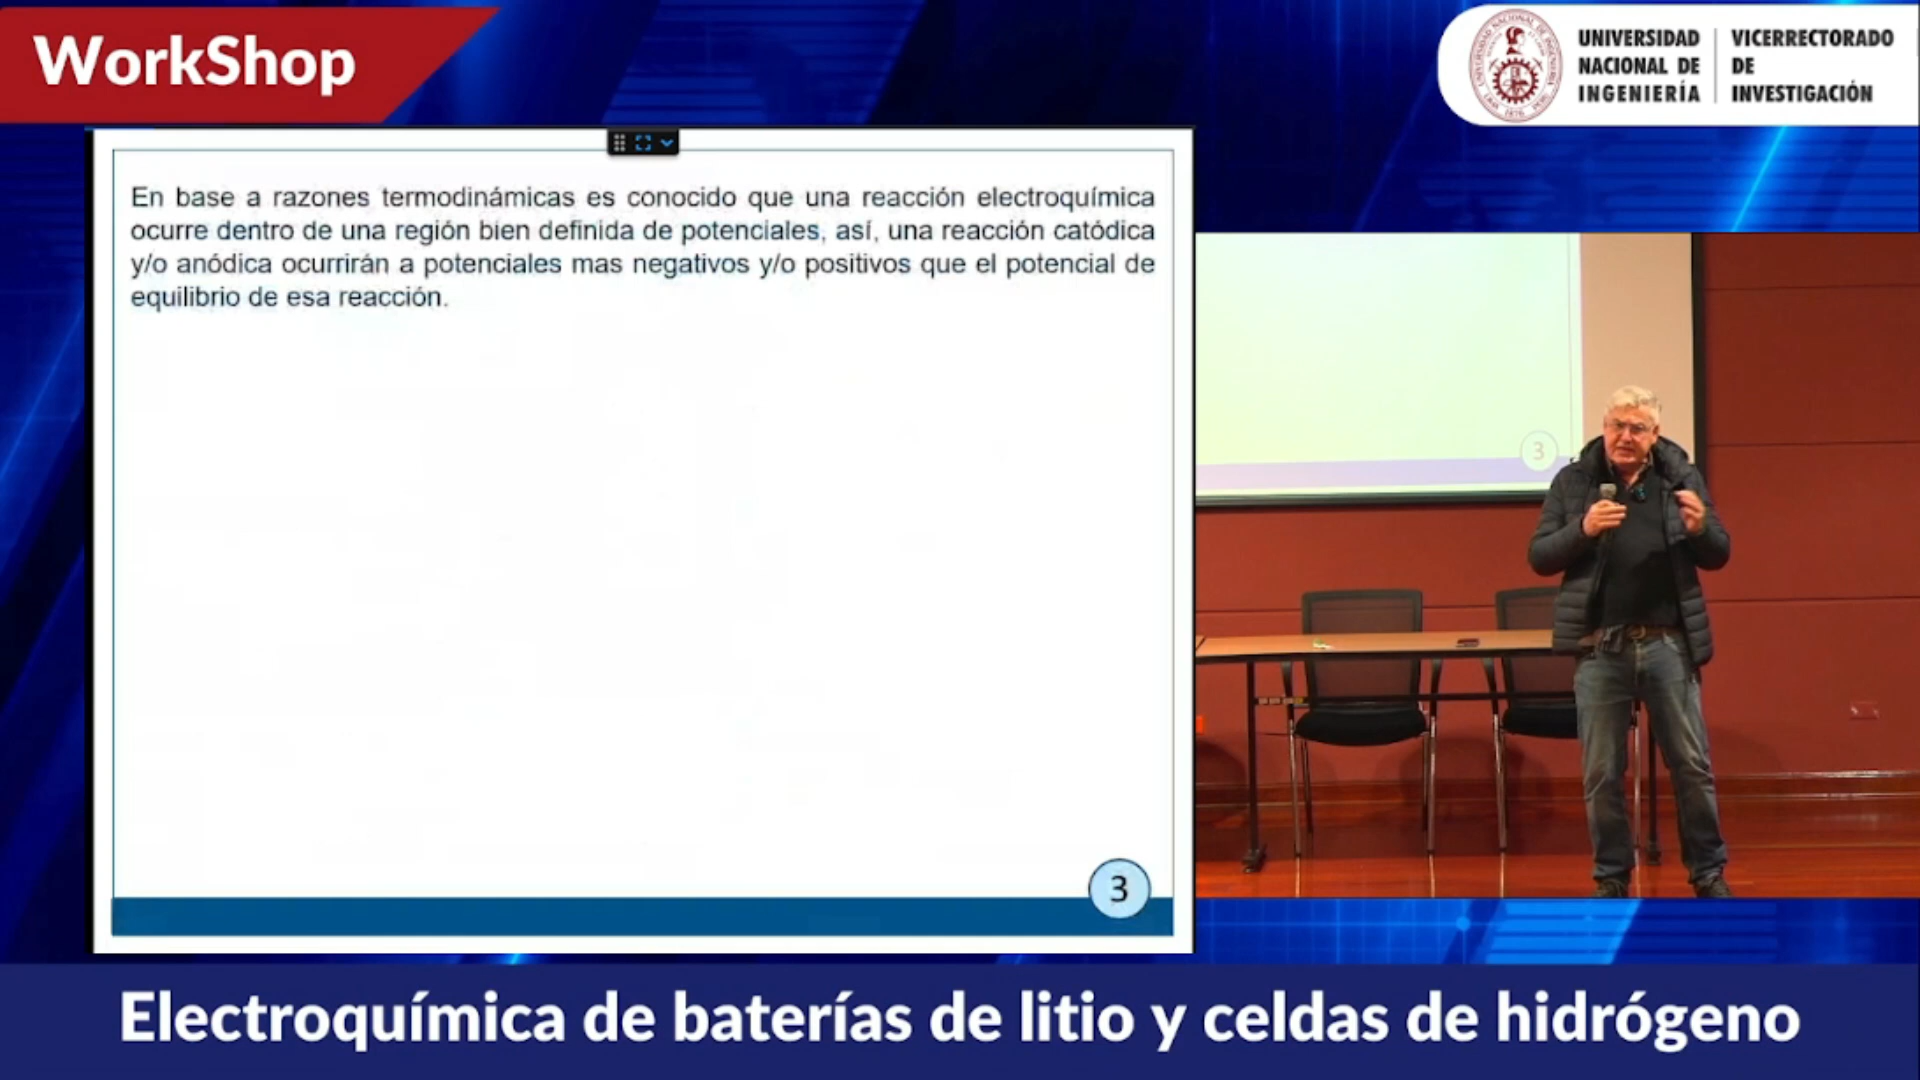 WorkShop
UNIVERSIDAD
NACIONAL DE
INGENIERÍA
VICERRECTORADO
DE
INVESTIGACIÓN
En base a razones termodinámicas es conocido que una reacción electroquímica
ocurre dentro de una región bien definida de potenciales, así, una reacción catódica
y/o anódica ocurrirán a potenciales mas negativos y/o positivos que el potencial de
equilibrio de esa reacción.
3
3
Electroquímica de baterías de litio y celdas de hidrógeno